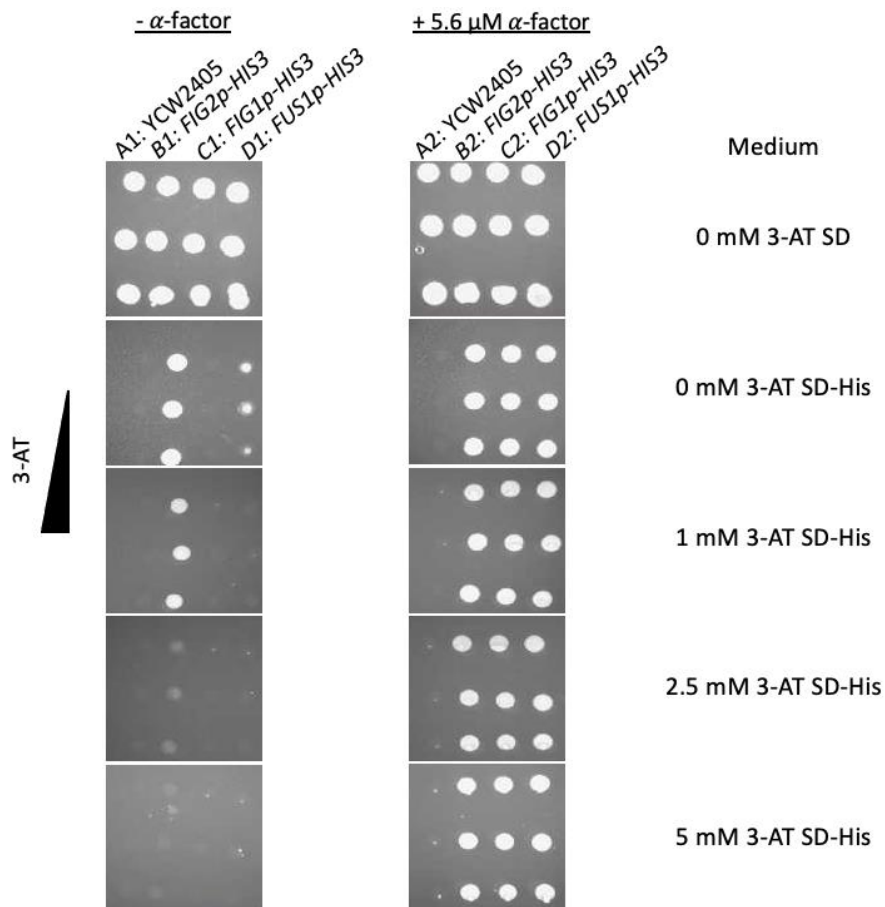 - α-factor
+ 5.6 μM α-factor
A1: YCW2405
B1: FIG2p-HIS3
C1: FIG1p-HIS3
D1: FUS1p-HIS3
A2: YCW2405
B2: FIG2p-HIS3
C2: FIG1p-HIS3
D2: FUS1p-HIS3
Medium
0 mM 3-AT SD
0 mM 3-AT SD-His
3-AT
1 mM 3-AT SD-His
2.5 mM 3-AT SD-His
5 mM 3-AT SD-His